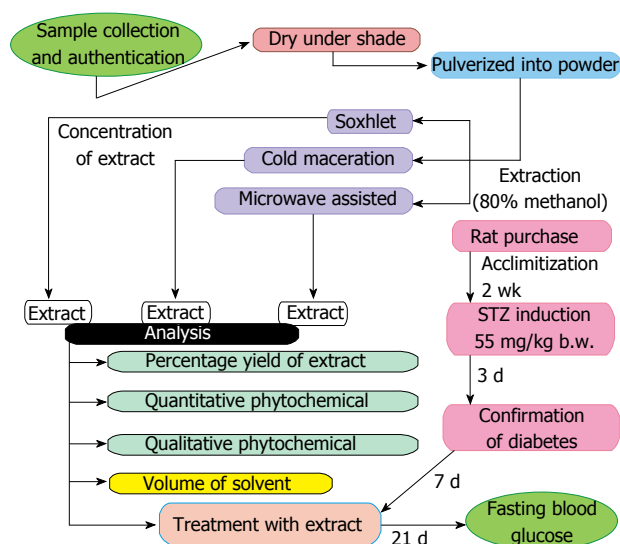 Sample collection
and authentication
Dry under shade
Pulverized into powder
Soxhlet
Concentration
of extract
Cold maceration
Extraction
(80% methanol)
Microwave assisted
Rat purchase
Acclimitization
2 wk
Extract
Extract
Extract
STZ induction
55 mg/kg b.w.
Analysis
Percentage yield of extract
3 d
Quantitative phytochemical
Confirmation
of diabetes
Qualitative phytochemical
Volume of solvent
7 d
Treatment with extract
21 d
Fasting blood
glucose